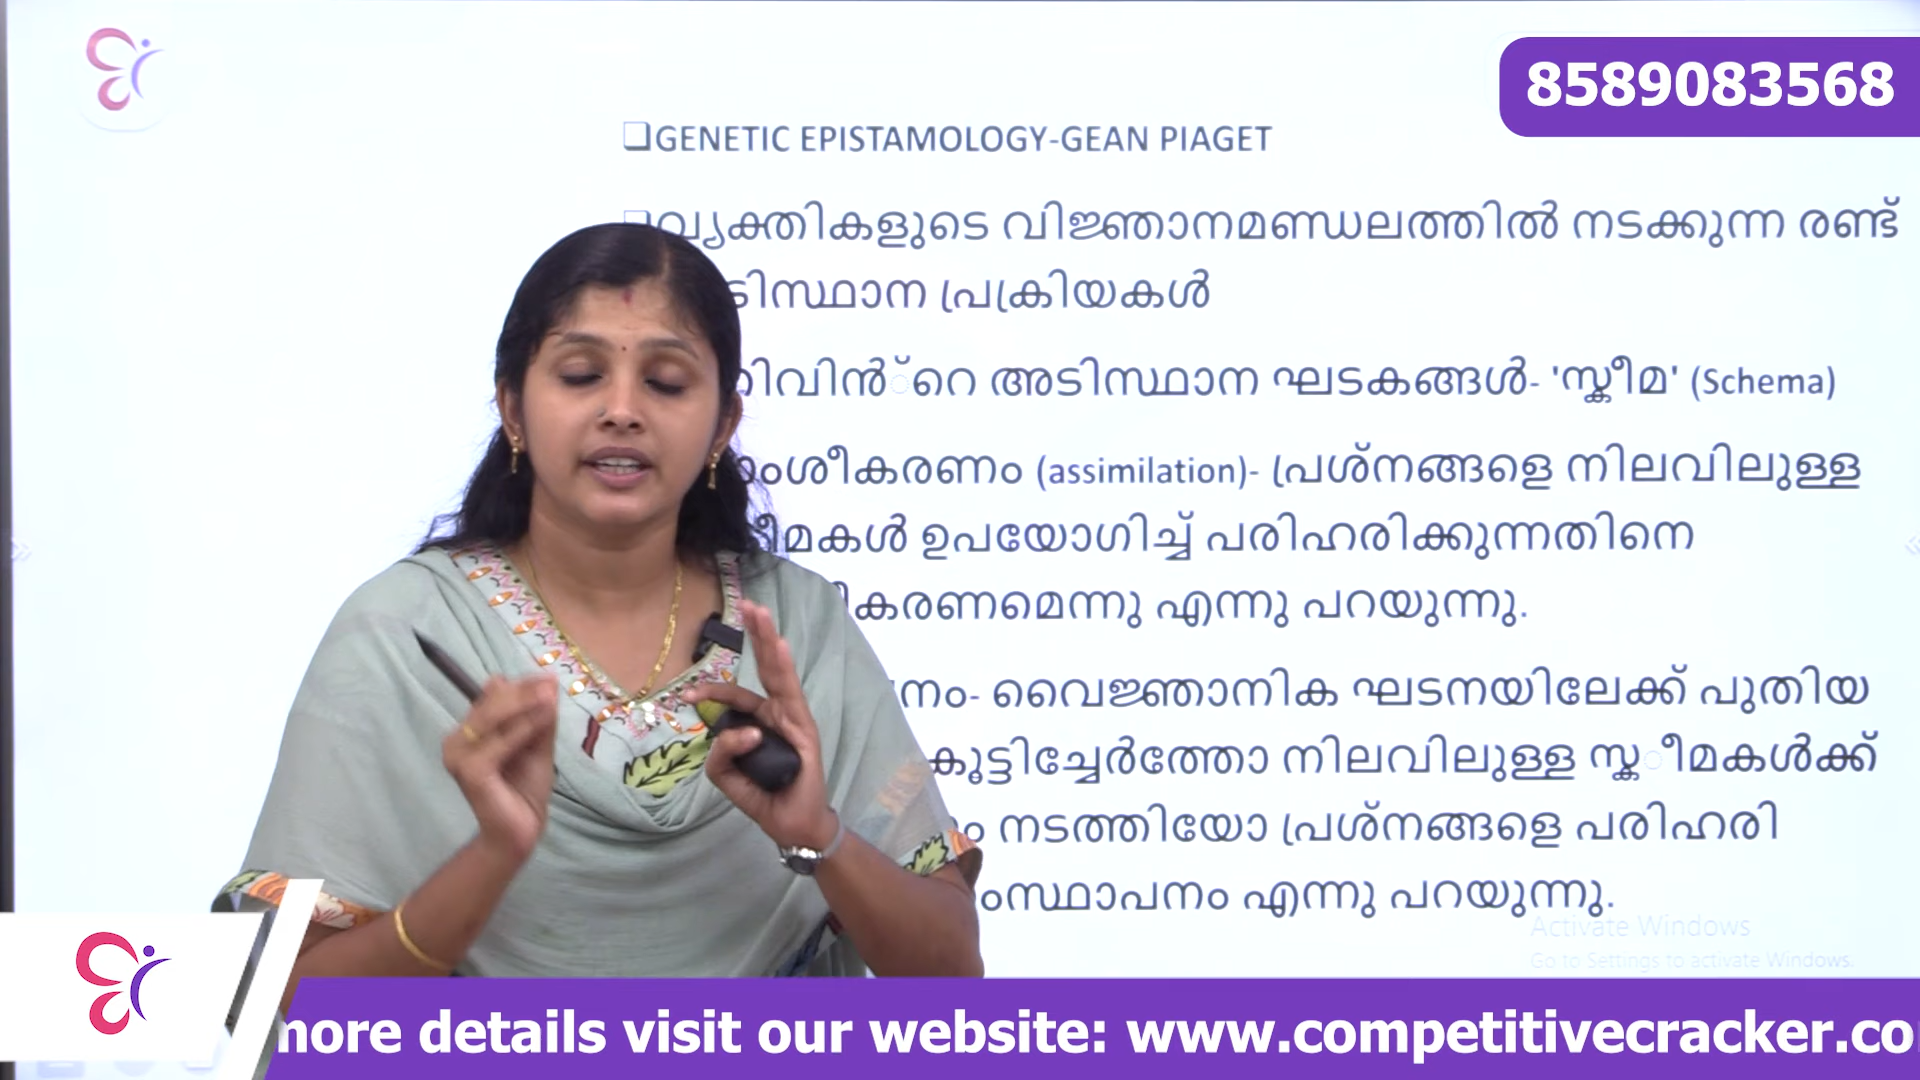 8589083568
GENETIC EPISTAMOLOGY-GEAN PIAGET
വ്യക്തികളുടെ വിജ്ഞാനമണ്ഡലത്തിൽ നടക്കുന്ന രണ്ട്
ടിസ്ഥാന പ്രക്രിയകൾ
ിവിൻ്റെ അടിസ്ഥാന ഘടകങ്ങൾ- 'സ്കീമ' (Schema)
ാംശീകരണം (assimilation)- പ്രശ്നങ്ങളെ നിലവിലുള്ള
ീമകൾ ഉപയോഗിച്ച് പരിഹരിക്കുന്നതിനെ
ീകരണമെന്നു എന്നു പറയുന്നു.
നം- വൈജ്ഞാനിക ഘടനയിലേക്ക് പുതിയ
കൂട്ടിച്ചേർത്തോ നിലവിലുള്ള സ്കീമകൾക്ക്
ം നടത്തിയോ പ്രശ്നങ്ങളെ പരിഹരി
ംസ്ഥാപനം എന്നു പറയുന്നു.
Activate Windows
Go to Settings to activate Windows.
more details visit our website: www.competitivecracker.co